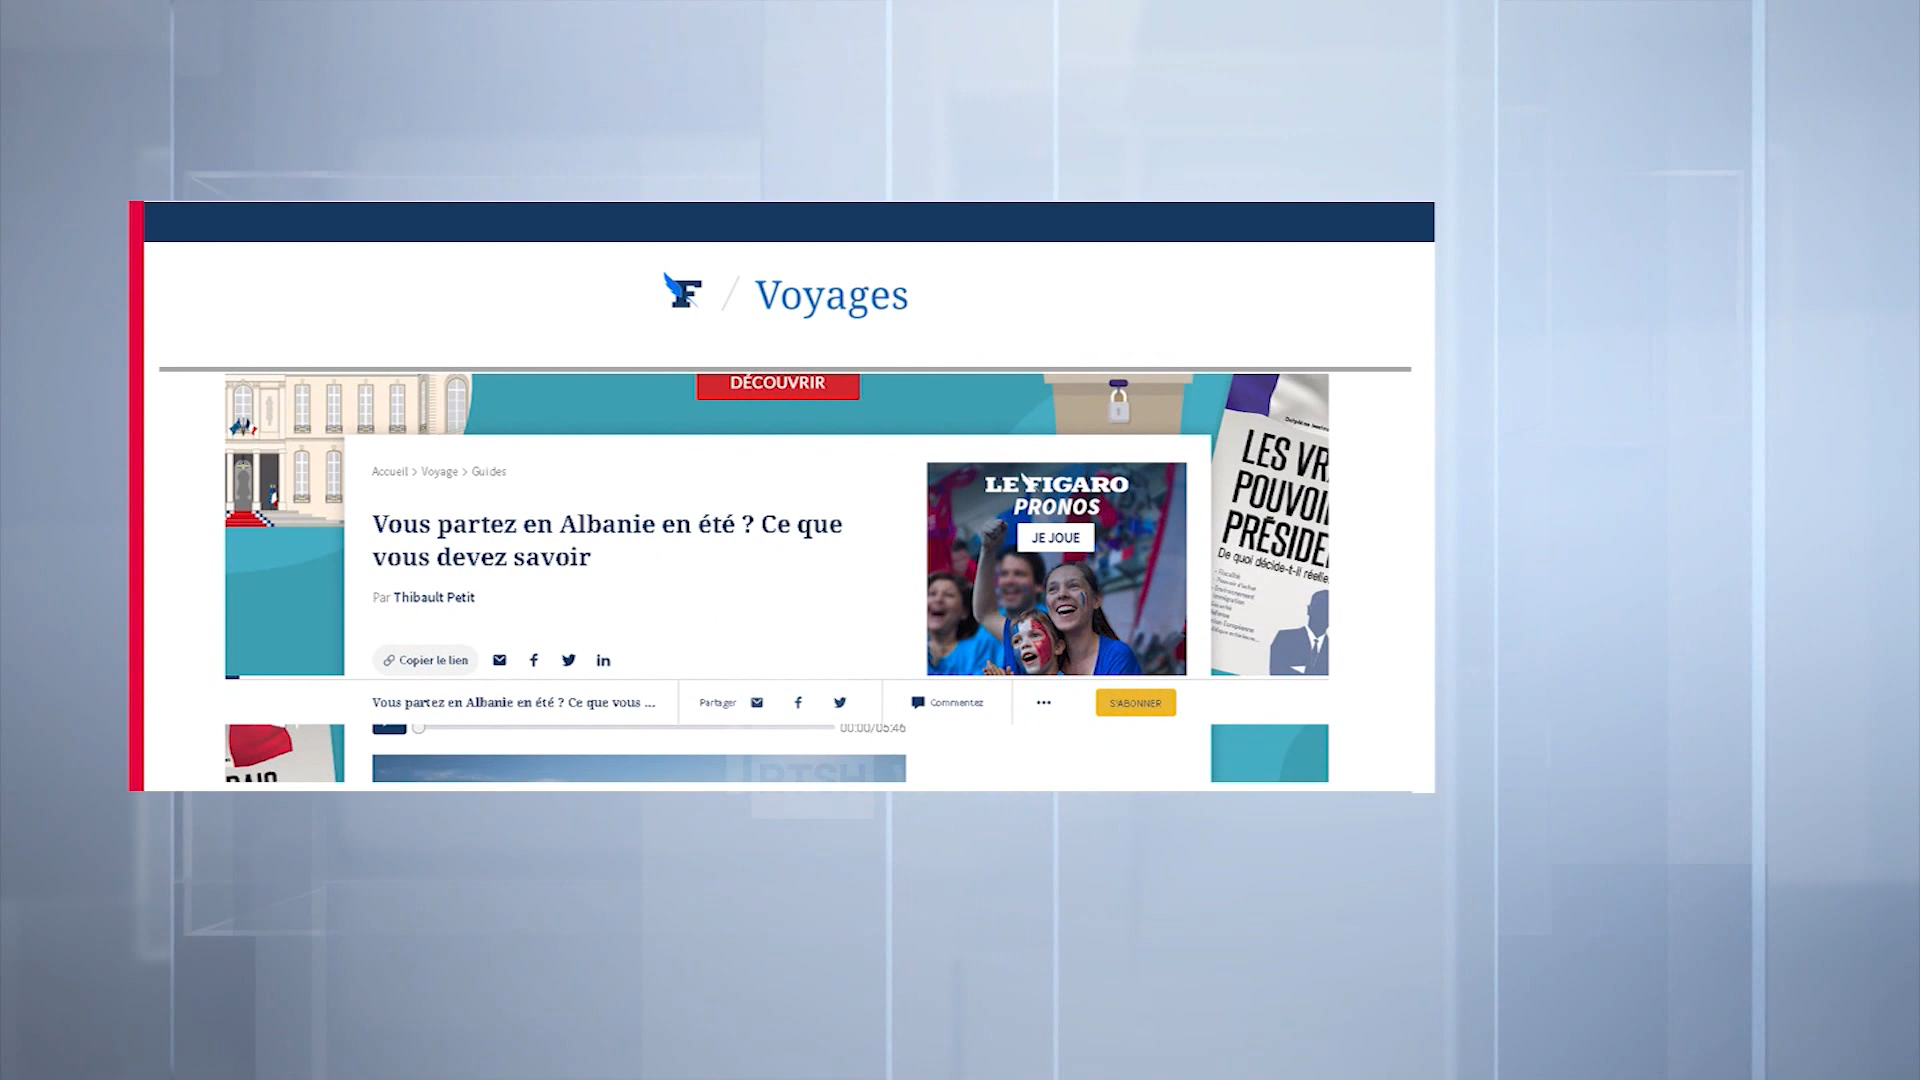 F / Voyages
DÉCOUVRIR
Accueil > Voyage > Guides
Vous partez en Albanie en été ? Ce que
vous devez savoir
Par Thibault Petit
Copier le lien
LE FIGARO
PRONOS
JE JOUE
LES VR
POUVOI
PRÉSIDE
De quoi décide-t-il réelle
Vous partez en Albanie en été ? Ce que vous ...
Partager
Commentez
S'ABONNER
00:00/05:46
RTSH